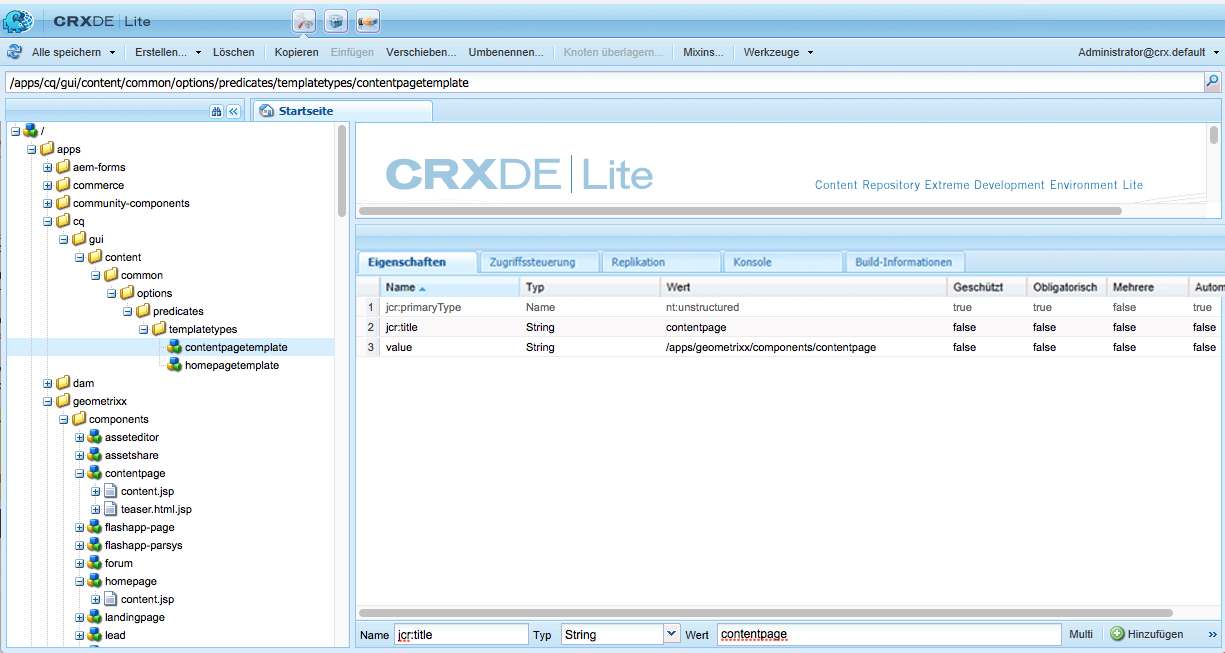 CRXDE | Lite
Alle speichern Erstellen... Löschen Kopieren Einfügen Verschieben... Umbenennen... Knoten überlagern... Mixins... Werkzeuge Administrator@crx.default
/apps/cq/gui/content/common/options/predicates/templatetypes/contentpagetemplate
Startseite
/
apps
aem-forms
commerce
community-components
cq
gui
content
common
options
predicates
templatetypes
contentpagetemplate
homepagetemplate
dam
geometrixx
components
asseteditor
assetshare
contentpage
content.jsp
teaser.html.jsp
flashapp-page
flashapp-parsys
forum
homepage
content.jsp
landingpage
lead
CRXDE | Lite
Content Repository Extreme Development Environment Lite
Eigenschaften Zugriffssteuerung Replikation Konsole Build-Informationen
Name Typ Wert Geschützt Obligatorisch Mehrere Autom
1 jcr:primaryType Name nt:unstructured true true false true
2 jcr:title String contentpage false false false false
3 value String /apps/geometrixx/components/contentpage false false false false
Name jcr:title Typ String Wert contentpage Multi Hinzufügen »